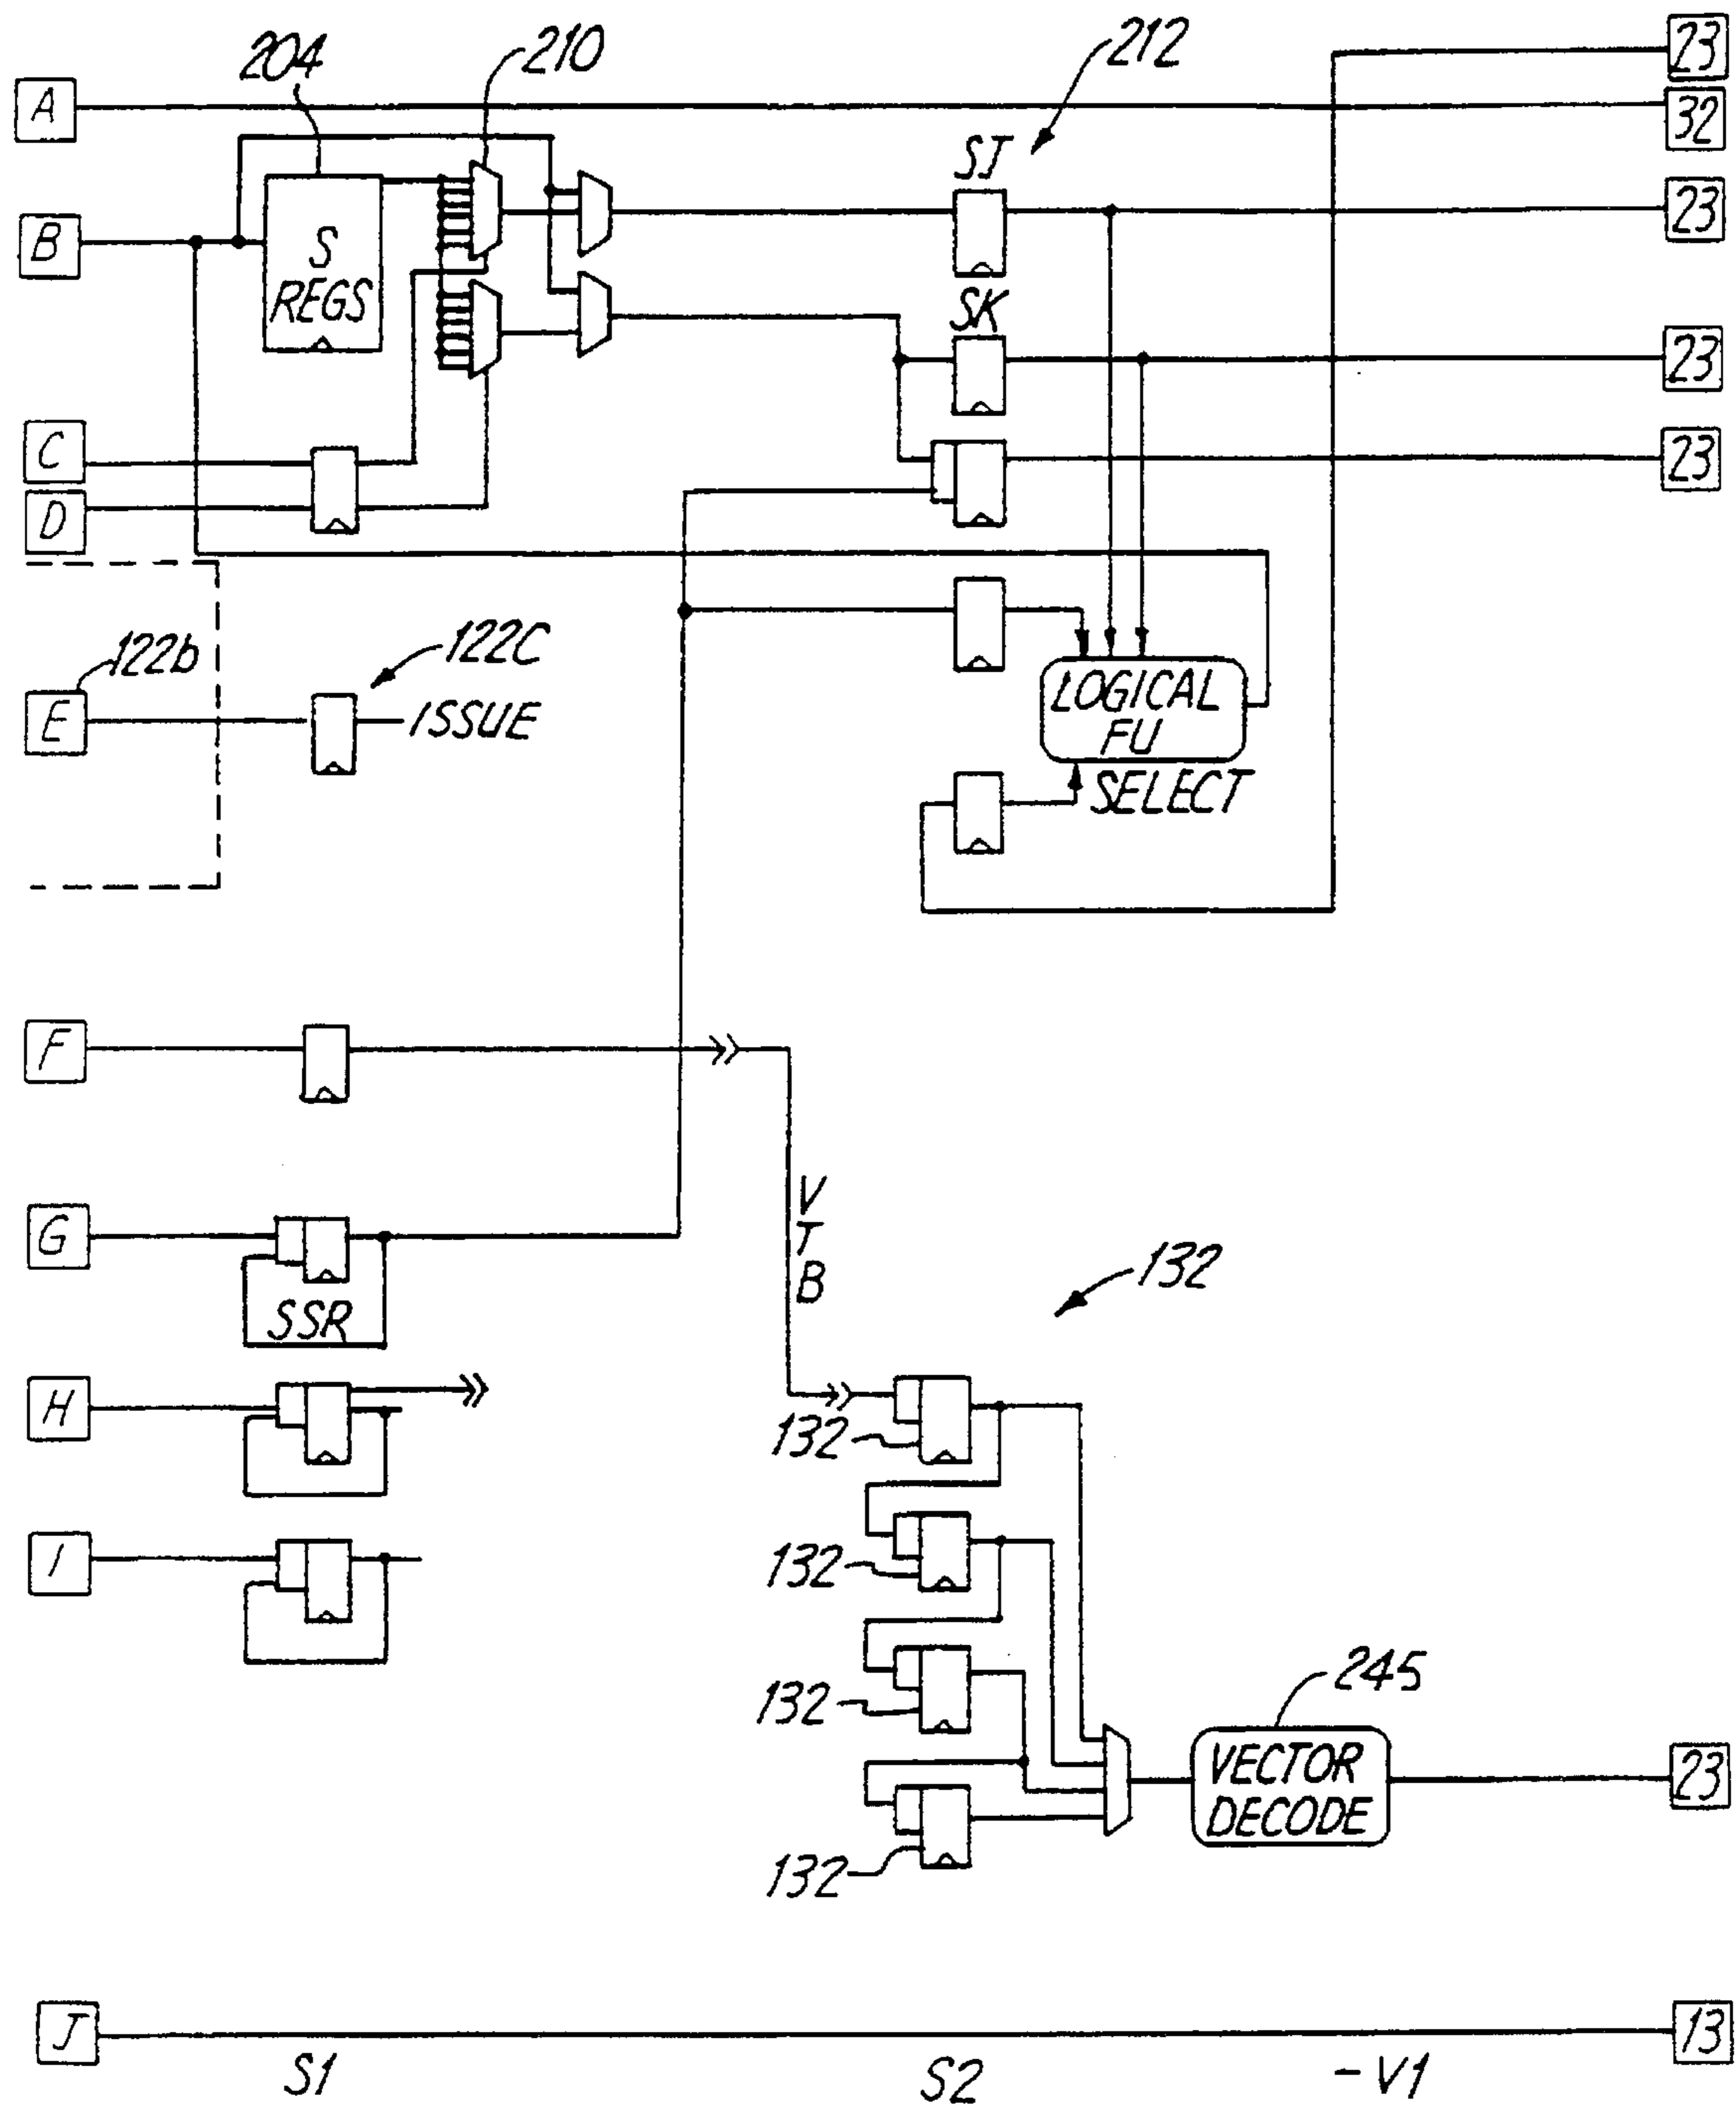 204
210
212
23
A
32
SJ
23
B
S
REGS
SK
23
C
23
D
122b
122C
E
ISSUE
LOGICAL
FU
SELECT
F
V
T
B
G
SSR
132
H
132
I
132
132
245
VECTOR
DECODE
23
132
J
13
S1
S2
-V1